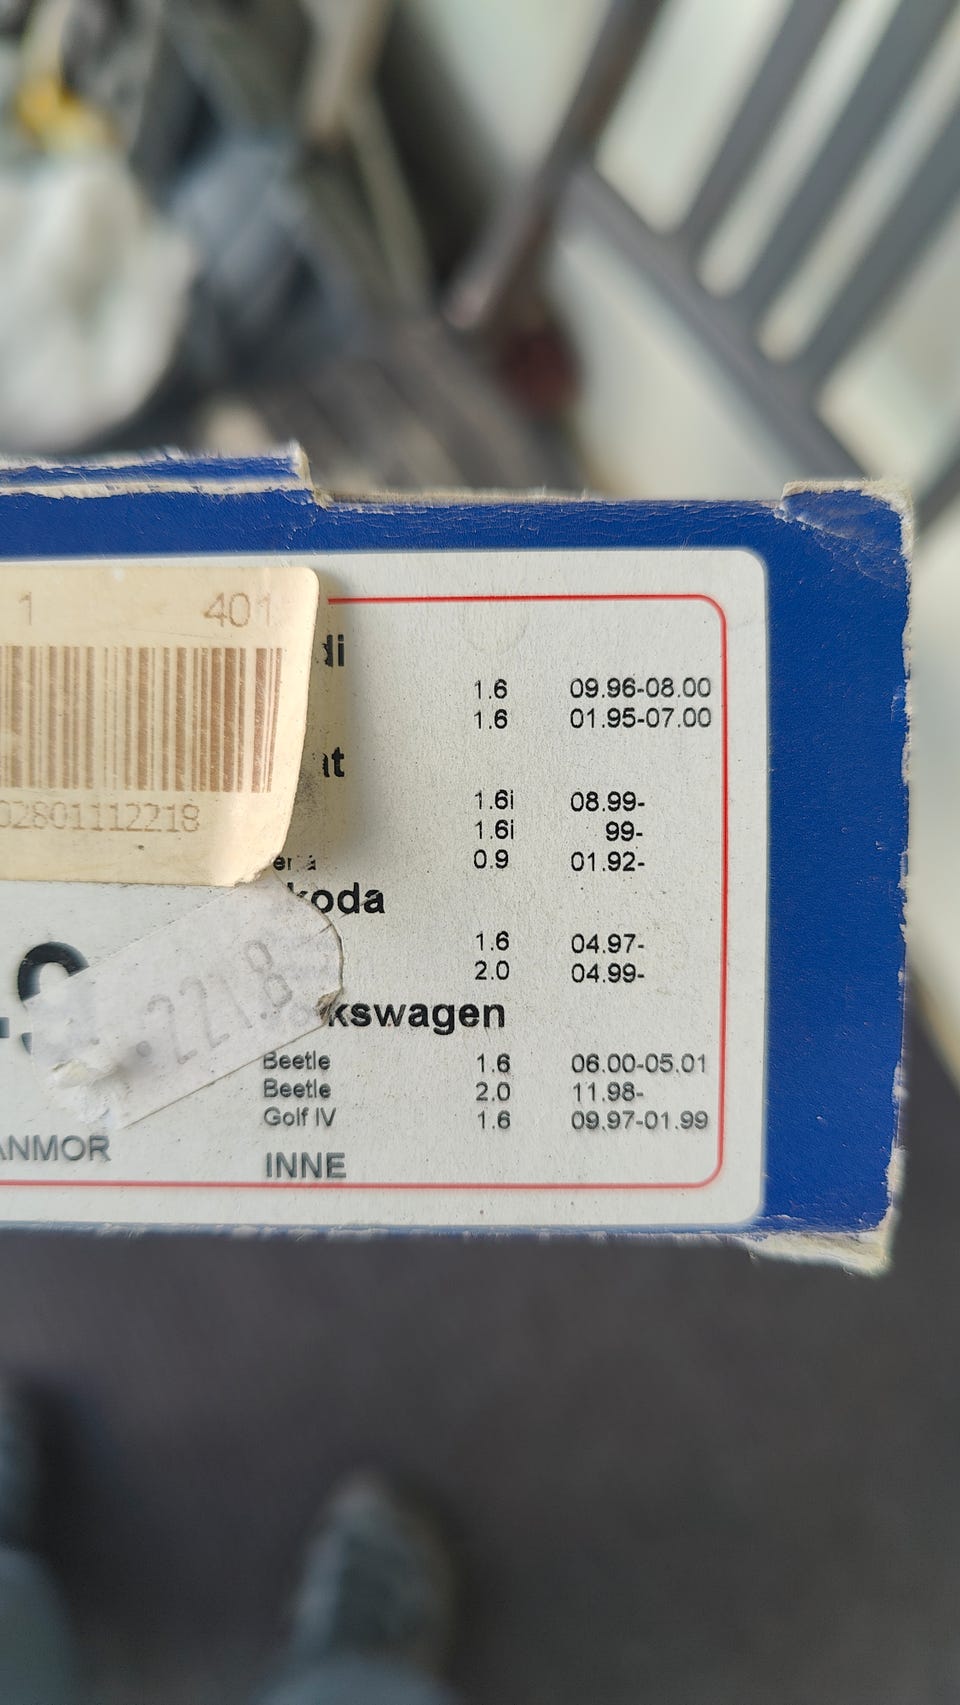 1 401
02801112218
1.6 09.96-08.00
1.6 01.95-07.00
1.6i 08.99-
1.6i 99-
0.9 01.92-
koda
1.6 04.97-
2.0 04.99-
.221.8
kswagen
Beetle 1.6 06.00-05.01
Beetle 2.0 11.98-
Golf IV 1.6 09.97-01.99
ANMOR
INNE